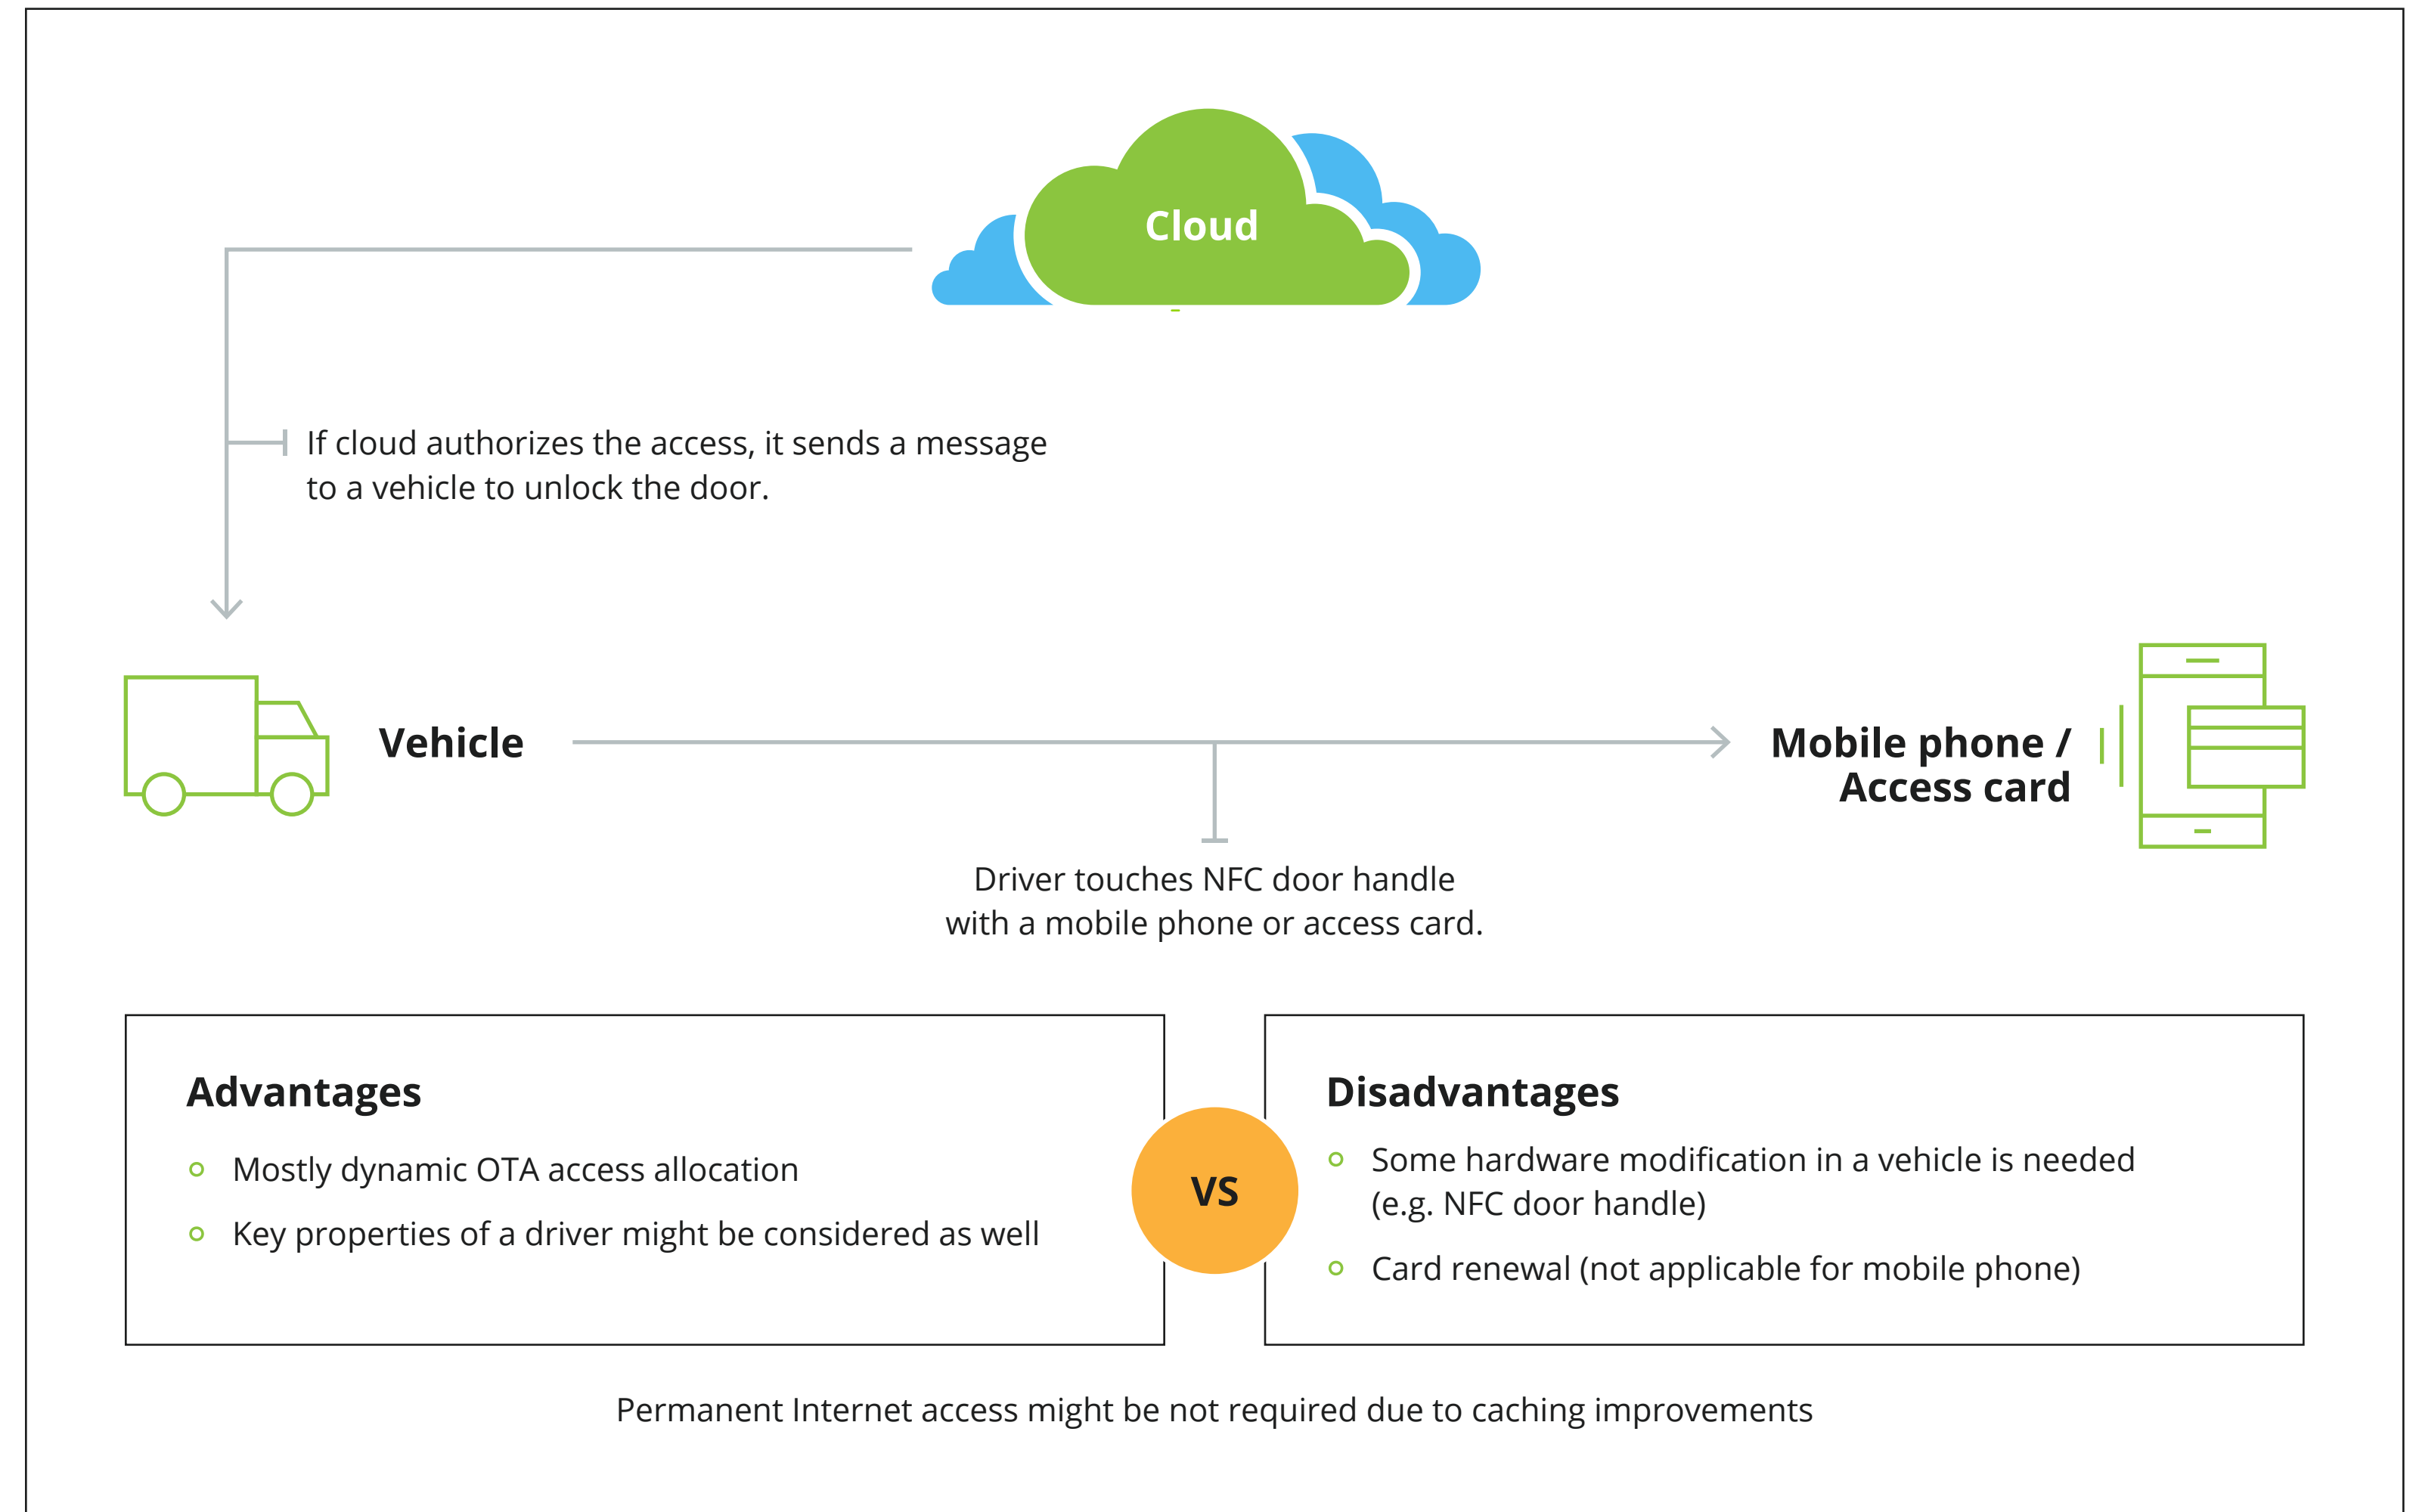 Cloud
If cloud authorizes the access, it sends a message
to a vehicle to unlock the door.
Vehicle
Mobile phone /
Access card
Driver touches NFC door handle
with a mobile phone or access card.
Advantages
Mostly dynamic OTA access allocation
Key properties of a driver might be considered as well
VS
Disadvantages
Some hardware modification in a vehicle is needed
(e.g. NFC door handle)
Card renewal (not applicable for mobile phone)
Permanent Internet access might be not required due to caching improvements